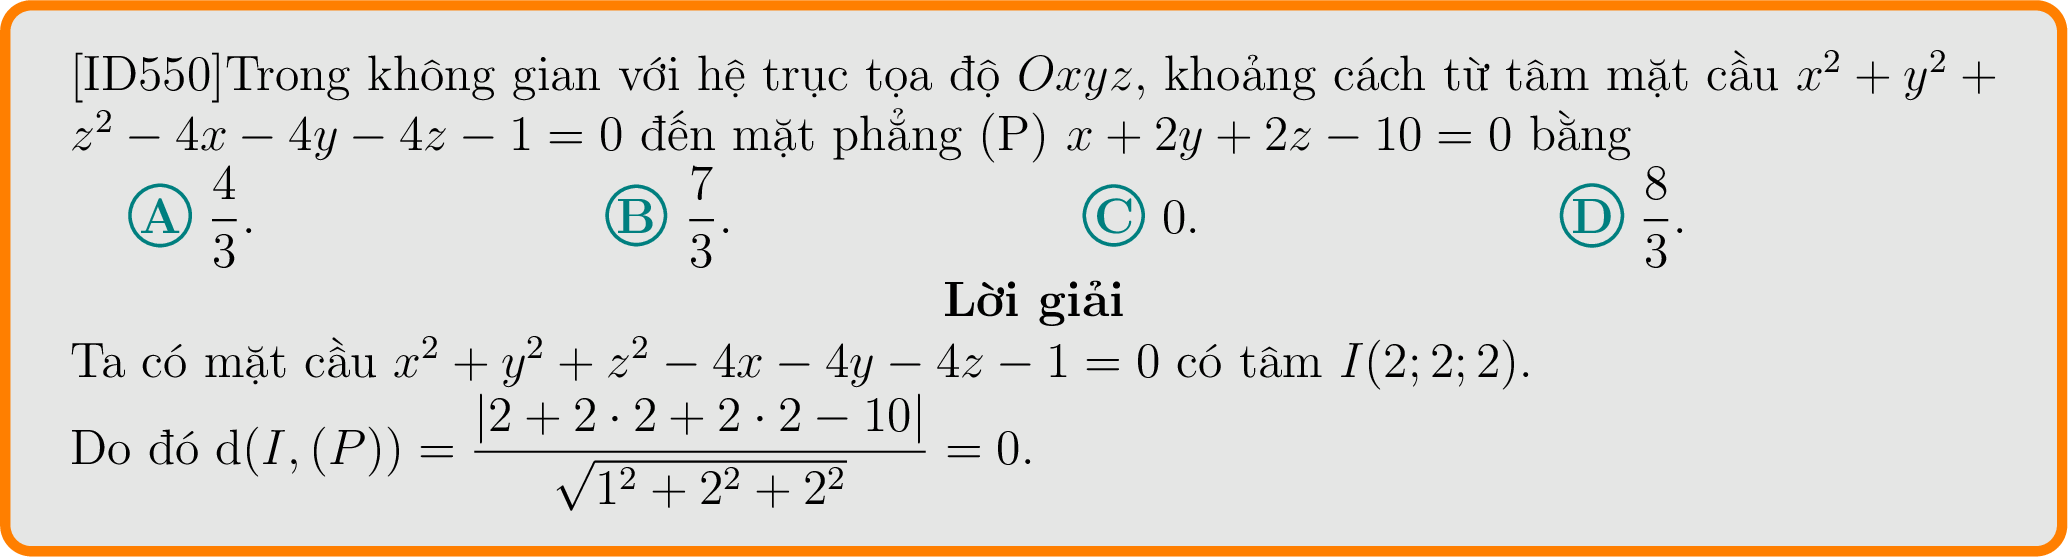 [ID550]Trong không gian với hệ trục tọa độ $Oxyz$, khoảng cách từ tâm mặt cầu $x^2 + y^2 +$
$z^2 - 4x - 4y - 4z - 1 = 0$ đến mặt phẳng (P) $x + 2y + 2z - 10 = 0$ bằng
A $\frac{4}{3}$. B $\frac{7}{3}$. C 0. D $\frac{8}{3}$.
Lời giải
Ta có mặt cầu $x^2 + y^2 + z^2 - 4x - 4y - 4z - 1 = 0$ có tâm $I(2; 2; 2)$.
Do đó $\mathrm{d}(I, (P)) = \frac{|2 + 2 \cdot 2 + 2 \cdot 2 - 10|}{\sqrt{1^2 + 2^2 + 2^2}} = 0$.